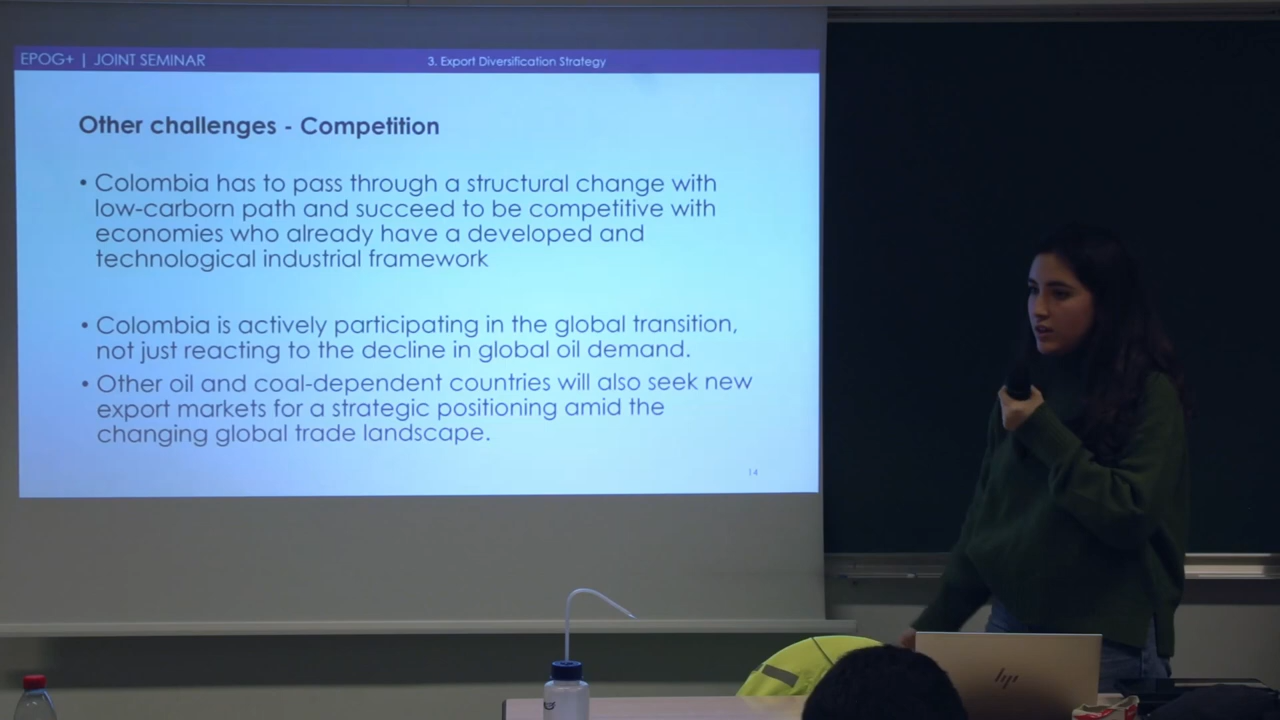 EPOG+ | JOINT SEMINAR
3. Export Diversification Strategy
Other challenges - Competition
• Colombia has to pass through a structural change with
low-carborn path and succeed to be competitive with
economies who already have a developed and
technological industrial framework
• Colombia is actively participating in the global transition,
not just reacting to the decline in global oil demand.
• Other oil and coal-dependent countries will also seek new
export markets for a strategic positioning amid the
changing global trade landscape.
14
hp